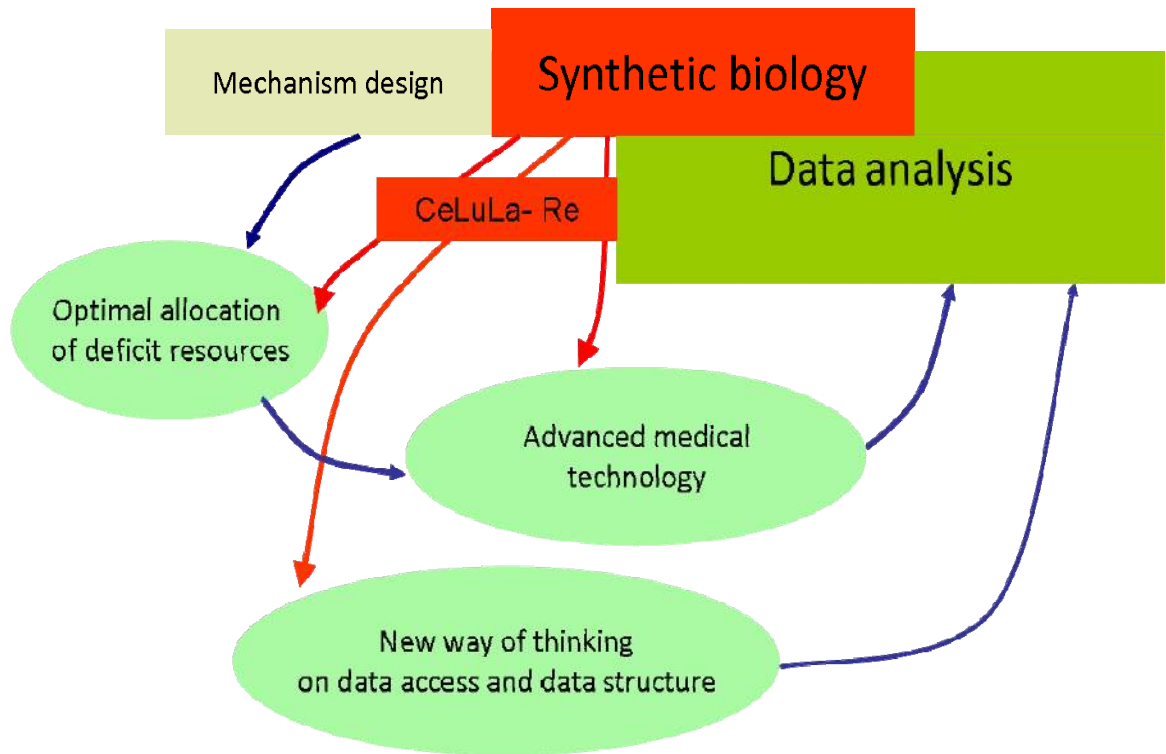 Mechanism design
Synthetic biology
Data analysis
CeLuLa- Re
Optimal allocation
of deficit resources
Advanced medical
technology
New way of thinking
on data access and data structure